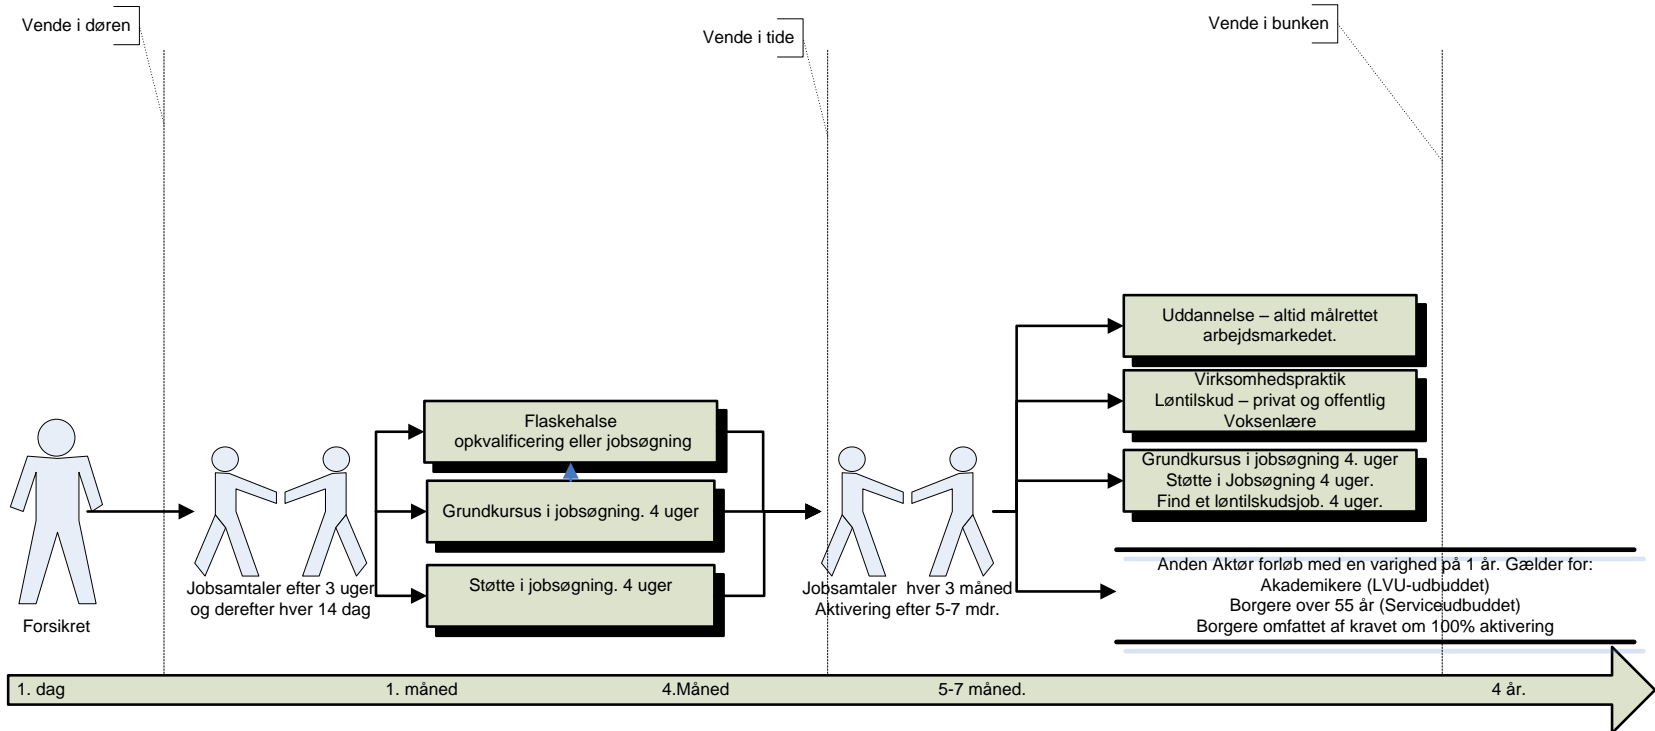 Vende i døren
Vende i tide
Vende i bunken
Forsikret
Jobsamtaler efter 3 uger
og derefter hver 14 dag
Flaskehalse
opkvalificering eller jobsøgning
Grundkursus i jobsøgning. 4 uger
Støtte i jobsøgning. 4 uger
Jobsamtaler hver 3 måned
Aktivering efter 5-7 mdr.
Uddannelse – altid målrettet
arbejdsmarkedet.
Virksomhedspraktik
Løntilskud – privat og offentlig
Voksenlære
Grundkursus i jobsøgning 4. uger
Støtte i Jobsøgning 4 uger.
Find et løntilskudsjob. 4 uger.
Anden Aktør forløb med en varighed på 1 år. Gælder for:
Akademikere (LVU-udbuddet)
Borgere over 55 år (Serviceudbuddet)
Borgere omfattet af kravet om 100% aktivering
1. dag
1. måned
4.Måned
5-7 måned.
4 år.